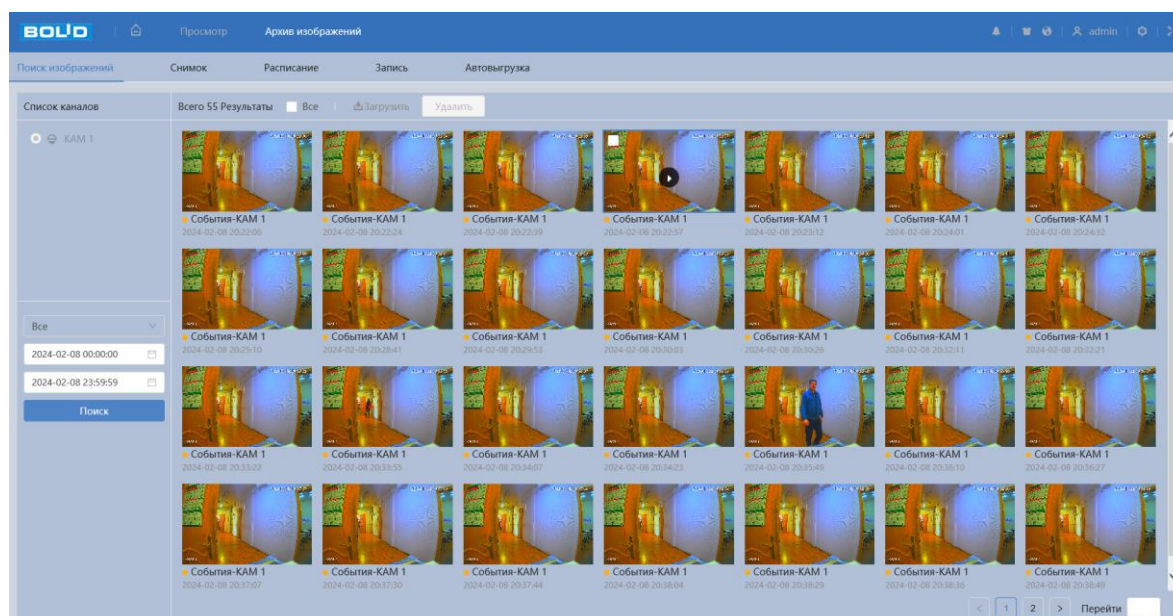 BOLID Просмотр Архив изображений admin
Поиск изображений Снимок Расписание Запись Автовыгрузка
Список каналов Всего 55 Результаты Все Загрузить Удалить
КАМ 1
События-КАМ 1 События-КАМ 1 События-КАМ 1 События-КАМ 1 События-КАМ 1 События-КАМ 1 События-КАМ 1
2024-02-08 20:22:06 2024-02-08 20:22:24 2024-02-08 20:22:39 2024-02-08 20:22:57 2024-02-08 20:23:12 2024-02-08 20:24:01 2024-02-08 20:24:32
Все
События-КАМ 1 События-КАМ 1 События-КАМ 1 События-КАМ 1 События-КАМ 1 События-КАМ 1 События-КАМ 1
2024-02-08 00:00:00 2024-02-08 20:25:10 2024-02-08 20:28:41 2024-02-08 20:29:53 2024-02-08 20:30:03 2024-02-08 20:30:26 2024-02-08 20:32:11 2024-02-08 20:32:21
2024-02-08 23:59:59
Поиск
События-КАМ 1 События-КАМ 1 События-КАМ 1 События-КАМ 1 События-КАМ 1 События-КАМ 1 События-КАМ 1
2024-02-08 20:33:22 2024-02-08 20:33:55 2024-02-08 20:34:07 2024-02-08 20:34:23 2024-02-08 20:35:49 2024-02-08 20:36:10 2024-02-08 20:36:27
События-КАМ 1 События-КАМ 1 События-КАМ 1 События-КАМ 1 События-КАМ 1 События-КАМ 1 События-КАМ 1
2024-02-08 20:37:07 2024-02-08 20:37:30 2024-02-08 20:37:44 2024-02-08 20:38:04 2024-02-08 20:38:29 2024-02-08 20:38:36 2024-02-08 20:38:49
< 1 2 > Перейти